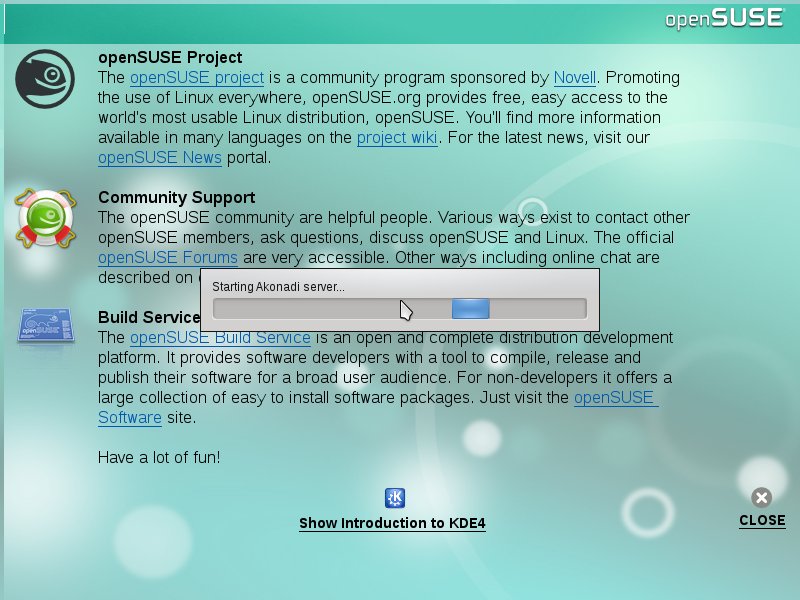 openSUSE
openSUSE Project
The openSUSE project is a community program sponsored by Novell. Promoting
the use of Linux everywhere, openSUSE.org provides free, easy access to the
world's most usable Linux distribution, openSUSE. You'll find more information
available in many languages on the project wiki. For the latest news, visit our
openSUSE News portal.
Community Support
The openSUSE community are helpful people. Various ways exist to contact other
openSUSE members, ask questions, discuss openSUSE and Linux. The official
openSUSE Forums are very accessible. Other ways including online chat are
described on
Starting Akonadi server...
Build Service
The openSUSE Build Service is an open and complete distribution development
platform. It provides software developers with a tool to compile, release and
publish their software for a broad user audience. For non-developers it offers a
large collection of easy to install software packages. Just visit the openSUSE
Software site.
Have a lot of fun!
Show Introduction to KDE4
CLOSE